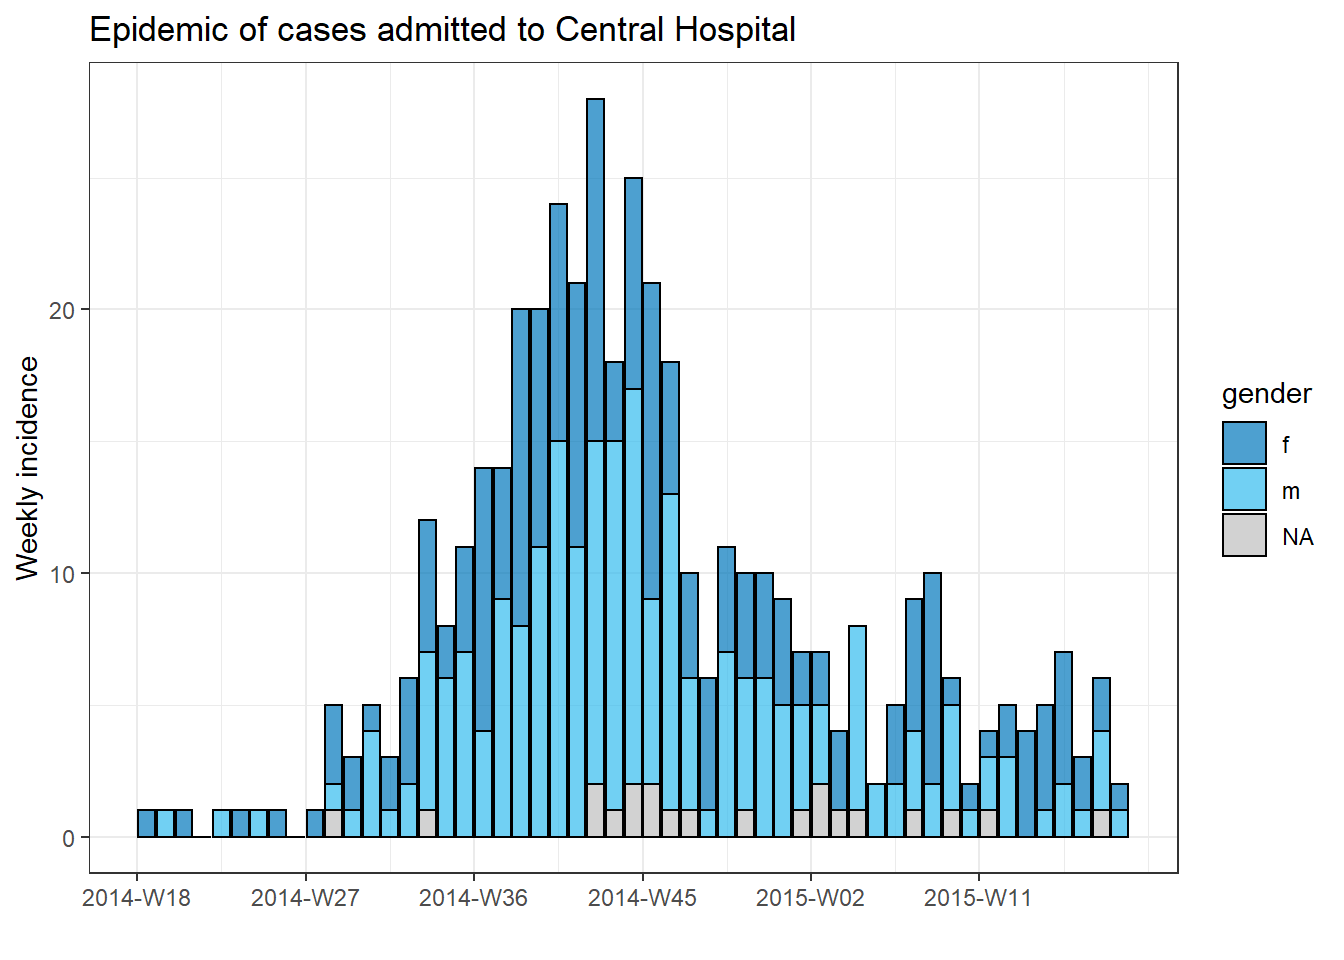 Epidemic of cases admitted to Central Hospital
Weekly incidence
20
10
0
2014-W18
2014-W27
2014-W36
2014-W45
2015-W02
2015-W11
gender
f
m
NA